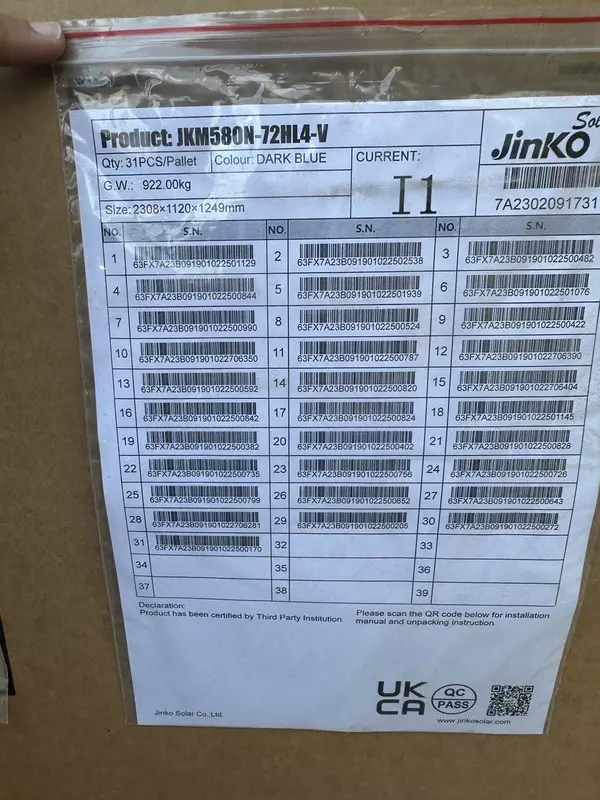 Product: JKM580N-72HL4-V
Qty: 31PCS/Pallet Colour: DARK BLUE
G.W.: 922.00kg
Size: 2308×1120×1249mm
CURRENT:
I1
Sol
JinKO
7A2302091731
NO. S.N. NO. S.N. NO. S.N.
1 63FX7A23B091901022501129 2 63FX7A23B091901022502538 3 63FX7A23B091901022500482
4 63FX7A23B091901022500844 5 63FX7A23B091901022501939 6 63FX7A23B091901022501076
7 63FX7A23B091901022500990 8 63FX7A23B091901022500524 9 63FX7A23B091901022500422
10 63FX7A23B091901022706350 11 63FX7A23B091901022500787 12 63FX7A23B091901022706390
13 63FX7A23B091901022500592 14 63FX7A23B091901022500820 15 63FX7A23B091901022706404
16 63FX7A23B091901022500842 17 63FX7A23B091901022500824 18 63FX7A23B091901022501145
19 63FX7A23B091901022500382 20 63FX7A23B091901022500402 21 63FX7A23B091901022500828
22 63FX7A23B091901022500735 23 63FX7A23B091901022500756 24 63FX7A23B091901022500726
25 63FX7A23B091901022500799 26 63FX7A23B091901022500652 27 63FX7A23B091901022500643
28 63FX7A23B091901022706281 29 63FX7A23B091901022500205 30 63FX7A23B091901022500272
31 63FX7A23B091901022500170 32 33
34 35 36
37 38 39
Declaration:
Product has been certified by Third Party Institution.
Please scan the QR code below for installation
manual and unpacking instruction.
UK
CA
QC
PASS
Jinko Solar Co.,Ltd.
www.jinkosolar.com